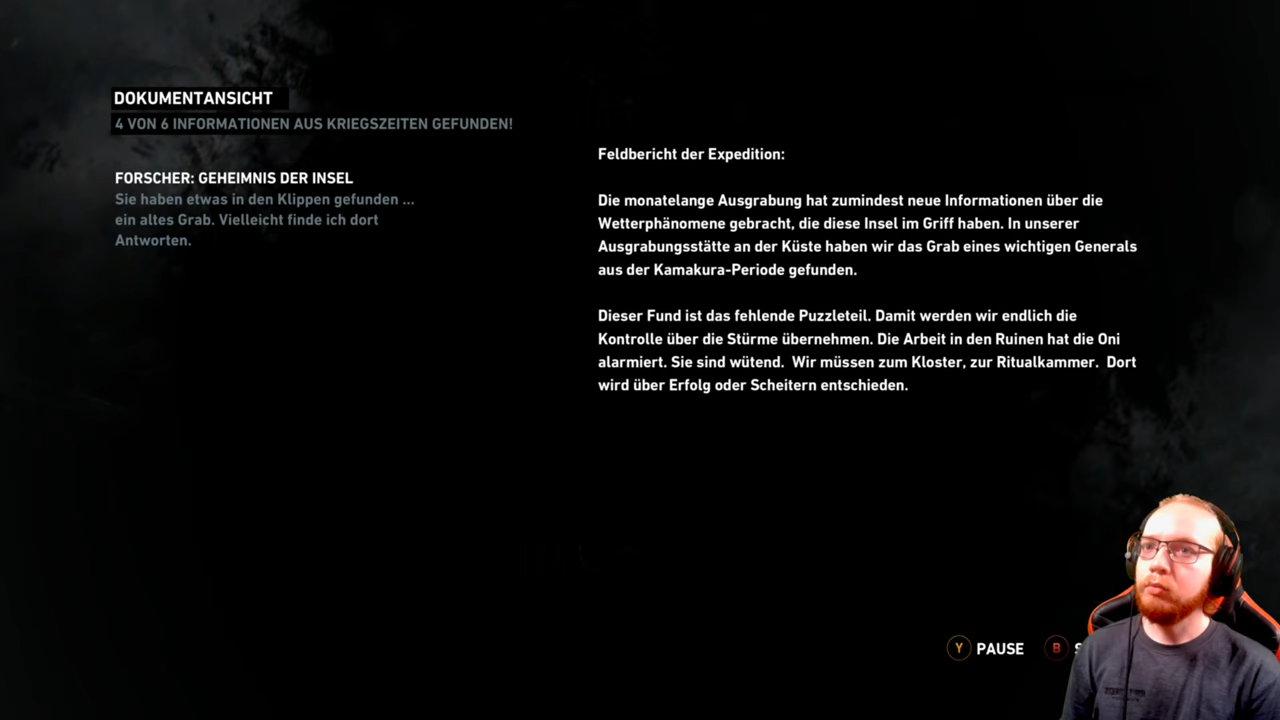 DOKUMENTANSICHT
4 VON 6 INFORMATIONEN AUS KRIEGSZEITEN GEFUNDEN!
FORSCHER: GEHEIMNIS DER INSEL
Sie haben etwas in den Klippen gefunden ...
ein altes Grab. Vielleicht finde ich dort
Antworten.
Feldbericht der Expedition:
Die monatelange Ausgrabung hat zumindest neue Informationen über die
Wetterphänomene gebracht, die diese Insel im Griff haben. In unserer
Ausgrabungsstätte an der Küste haben wir das Grab eines wichtigen Generals
aus der Kamakura-Periode gefunden.
Dieser Fund ist das fehlende Puzzleteil. Damit werden wir endlich die
Kontrolle über die Stürme übernehmen. Die Arbeit in den Ruinen hat die Oni
alarmiert. Sie sind wütend.  Wir müssen zum Kloster, zur Ritualkammer.  Dort
wird über Erfolg oder Scheitern entschieden.
Y PAUSE B